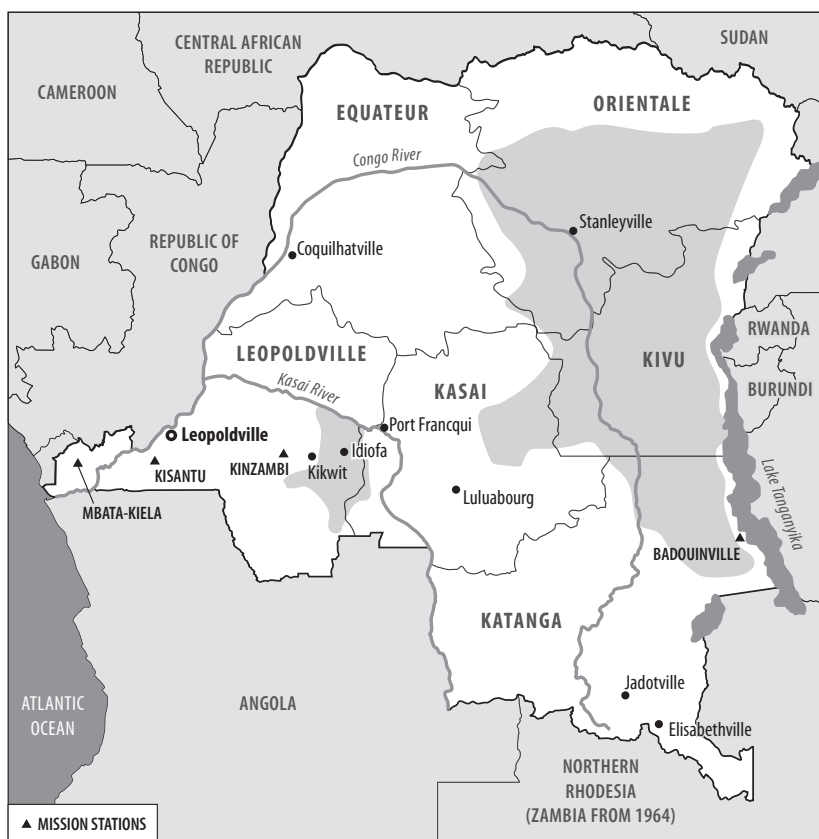 SUDAN
CENTRAL AFRICAN
REPUBLIC
CAMEROON
EQUATEUR
ORIENTALE
Congo River
Stanleyville
REPUBLIC OF
CONGO
Coquilhatville
GABON
RWANDA
LEOPOLDVILLE
KIVU
Kasai River
KASAI
BURUNDI
Port Francqui
Leopoldville
Idiofa
KISANTU
KINZAMBI
Kikwit
Lake Tanganyika
Luluabourg
MBATA-KIELA
BADOUINVILLE
KATANGA
Jadotville
ATLANTIC
OCEAN
ANGOLA
Elisabethville
NORTHERN
RHODESIA
(ZAMBIA FROM 1964)
MISSION STATIONS